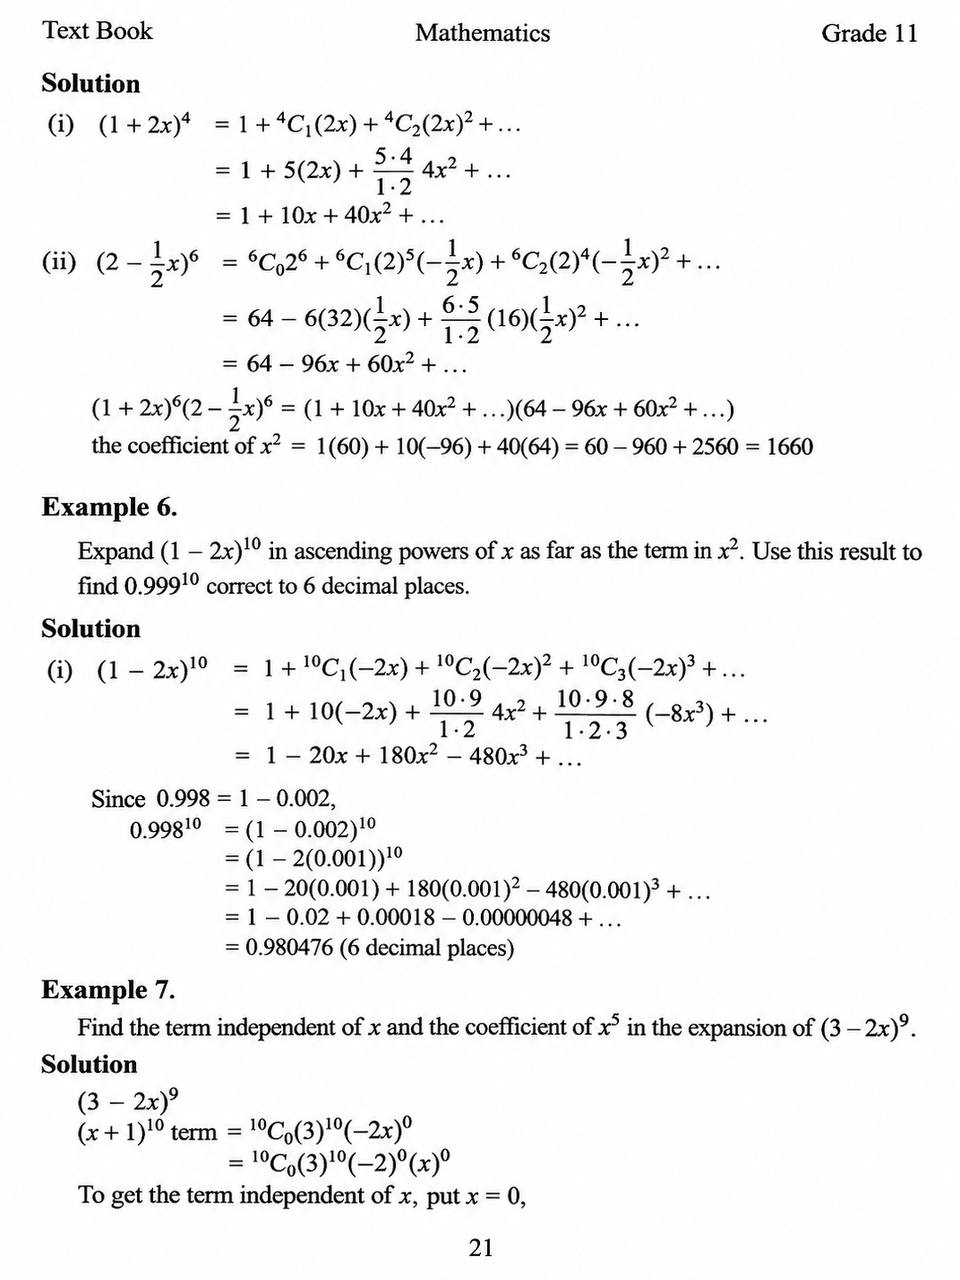 Text Book Mathematics Grade 11
Solution
(i) (1 + 2x)⁴ = 1 + ⁴C₁(2x) + ⁴C₂(2x)² + …
= 1 + 5(2x) + (5·4)/(1·2) 4x² + …
= 1 + 10x + 40x² + …
(ii) (2 – 1/2 x)⁶ = ⁶C₀2⁶ + ⁶C₁(2)⁵(–1/2 x) + ⁶C₂(2)⁴(–1/2 x)² + …
= 64 – 6(32)(1/2 x) + (6·5)/(1·2) (16)(1/2 x)² + …
= 64 – 96x + 60x² + …
(1 + 2x)⁶(2 – 1/2 x)⁶ = (1 + 10x + 40x² + …)(64 – 96x + 60x² + …)
the coefficient of x² = 1(60) + 10(–96) + 40(64) = 60 – 960 + 2560 = 1660
Example 6.
Expand (1 – 2x)¹⁰ in ascending powers of x as far as the term in x². Use this result to
find 0.999¹⁰ correct to 6 decimal places.
Solution
(i) (1 – 2x)¹⁰ = 1 + ¹⁰C₁(–2x) + ¹⁰C₂(–2x)² + ¹⁰C₃(–2x)³ + …
= 1 + 10(–2x) + (10·9)/(1·2) 4x² + (10·9·8)/(1·2·3) (–8x³) + …
= 1 – 20x + 180x² – 480x³ + …
Since 0.998 = 1 – 0.002,
0.998¹⁰ = (1 – 0.002)¹⁰
= (1 – 2(0.001))¹⁰
= 1 – 20(0.001) + 180(0.001)² – 480(0.001)³ + …
= 1 – 0.02 + 0.00018 – 0.00000048 + …
= 0.980476 (6 decimal places)
Example 7.
Find the term independent of x and the coefficient of x⁵ in the expansion of (3 – 2x)⁹.
Solution
(3 – 2x)⁹
(x + 1)¹⁰ term = ¹⁰C₀(3)¹⁰(–2x)⁰
= ¹⁰C₀(3)¹⁰(–2)⁰(x)⁰
To get the term independent of x, put x = 0,
21